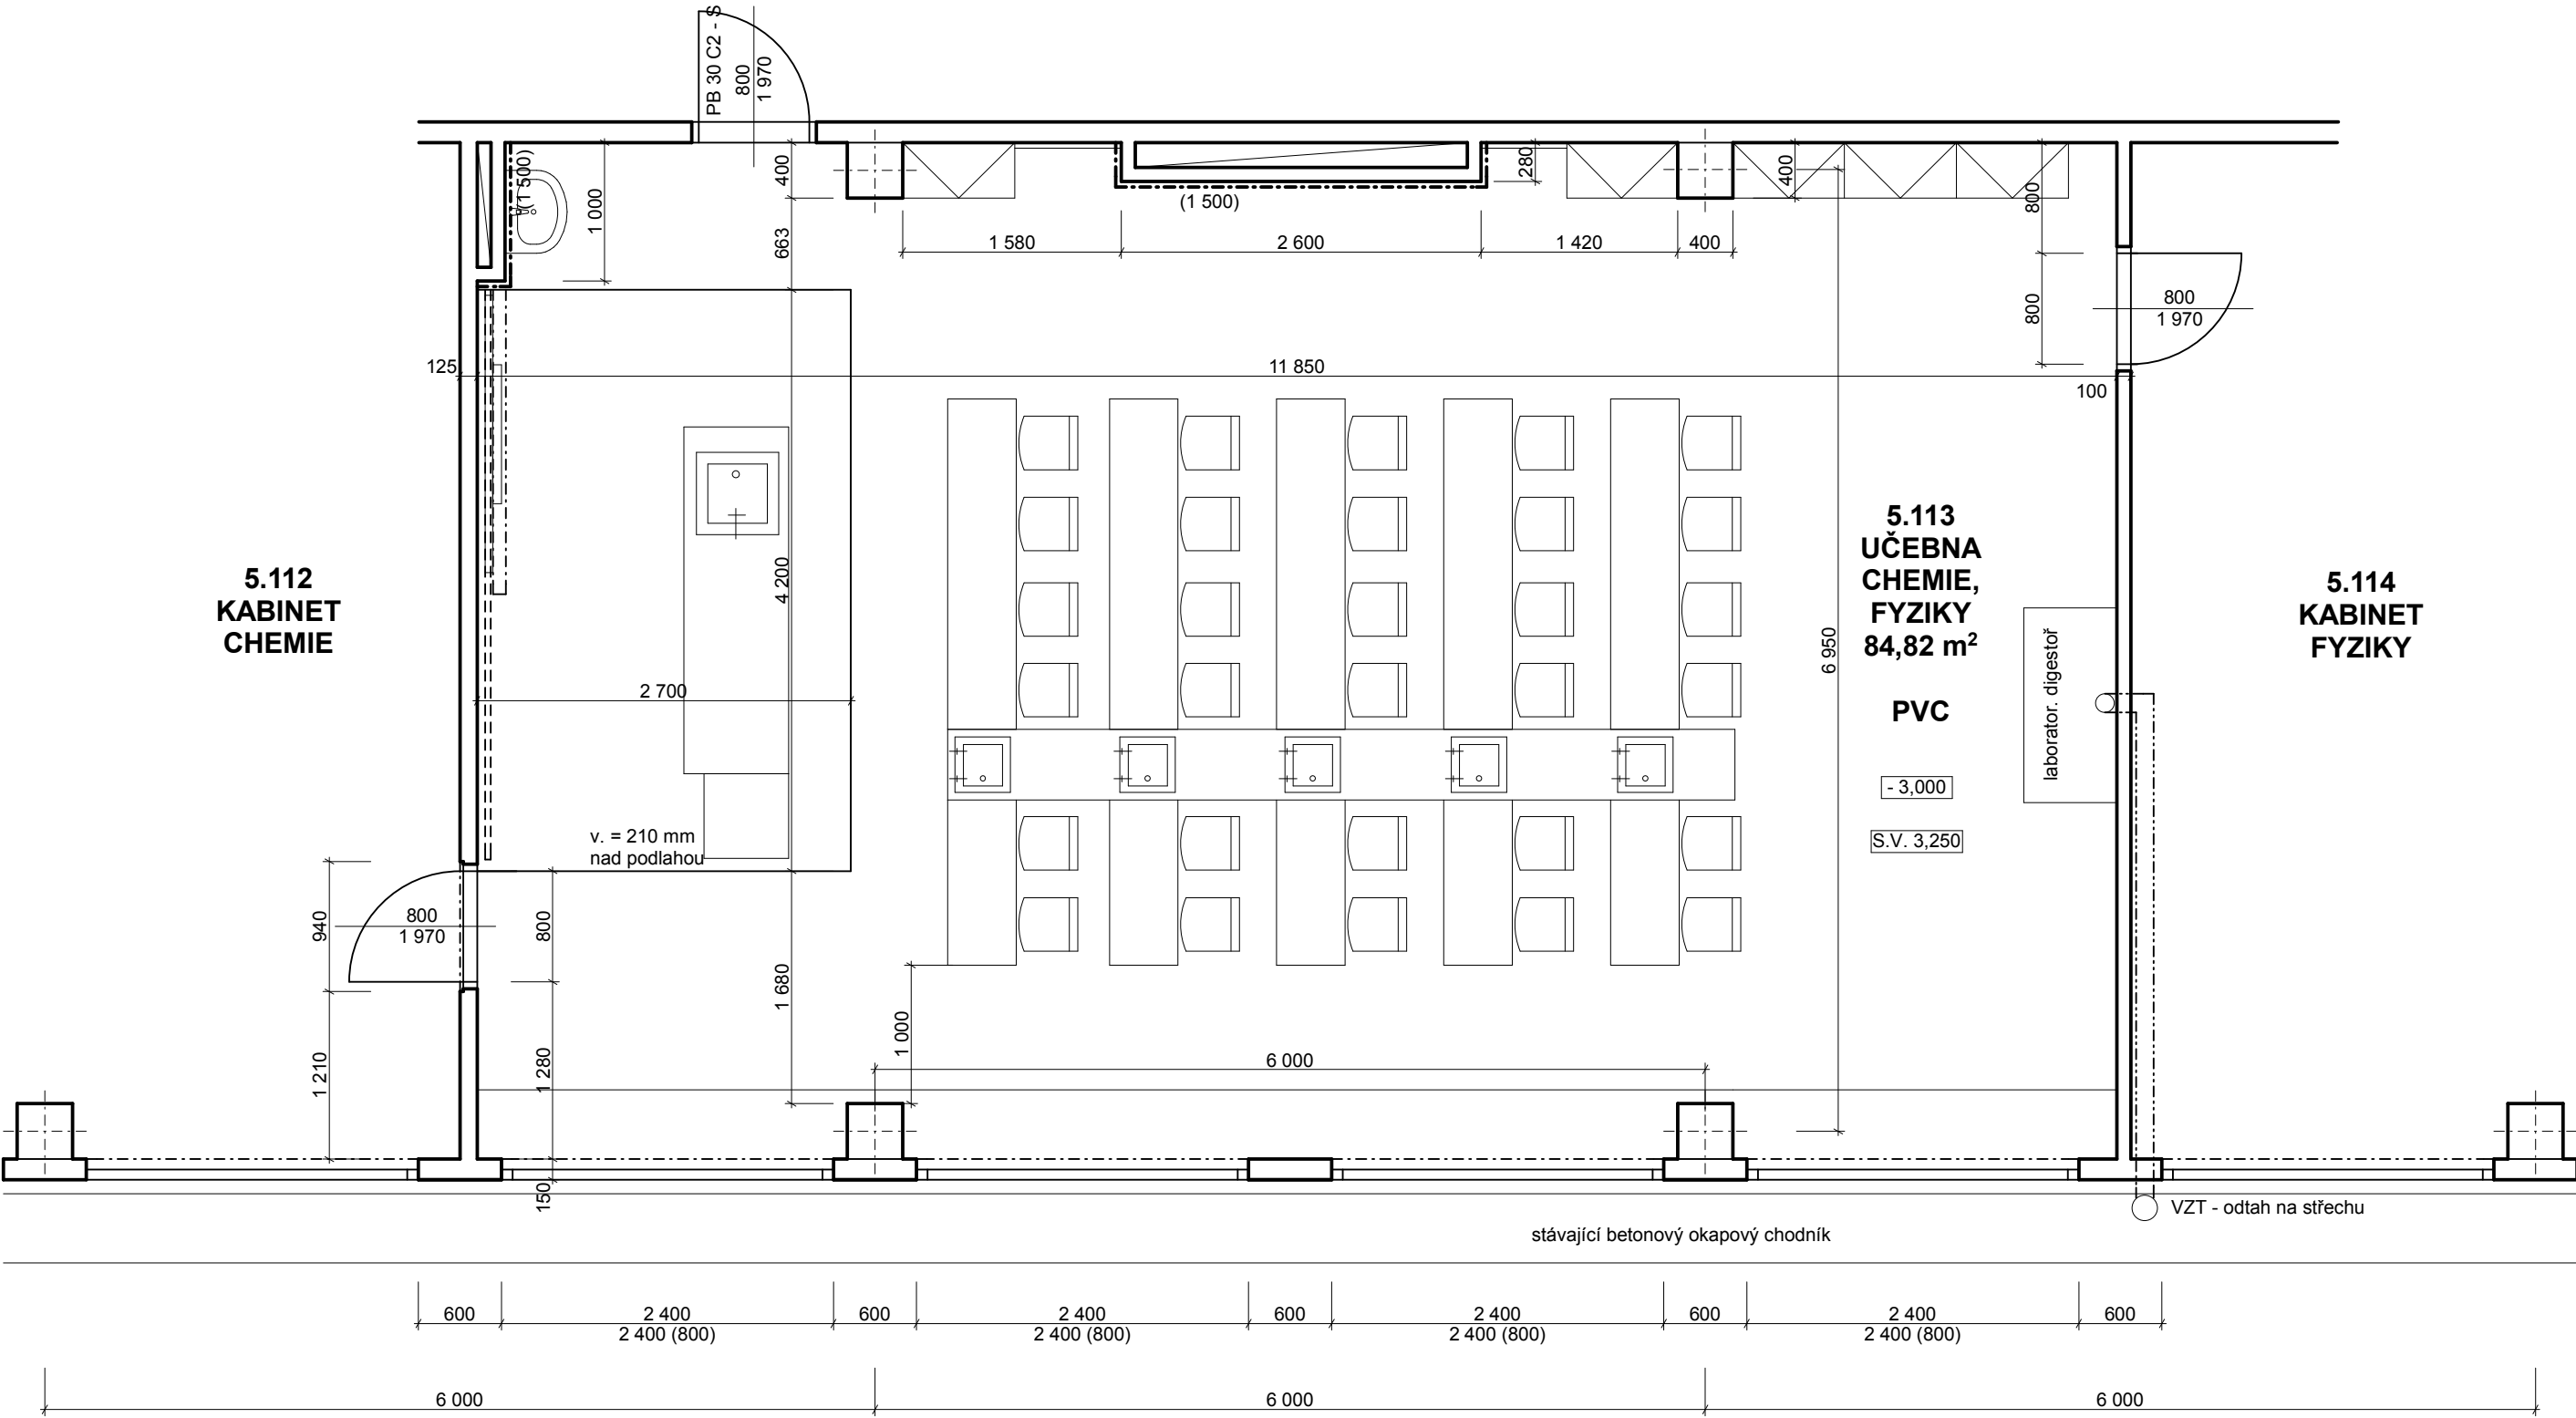 PB 30 C2 - S
800
1 970
(1 500)
1 000
400
663
280
400
800
(1 500)
1 580
2 600
1 420
400
800
800
1 970
125
11 850
100
5.113
UČEBNA
CHEMIE,
FYZIKY
84,82 m²
PVC
- 3,000
S.V. 3,250
5.112
KABINET
CHEMIE
5.114
KABINET
FYZIKY
4 200
6 950
laborator. digestoř
2 700
v. = 210 mm
nad podlahou
940
800
1 970
800
1 680
1 000
1 210
1 280
6 000
150
VZT - odtah na střechu
stávající betonový okapový chodník
600
2 400
2 400 (800)
600
2 400
2 400 (800)
600
2 400
2 400 (800)
600
2 400
2 400 (800)
600
6 000
6 000
6 000